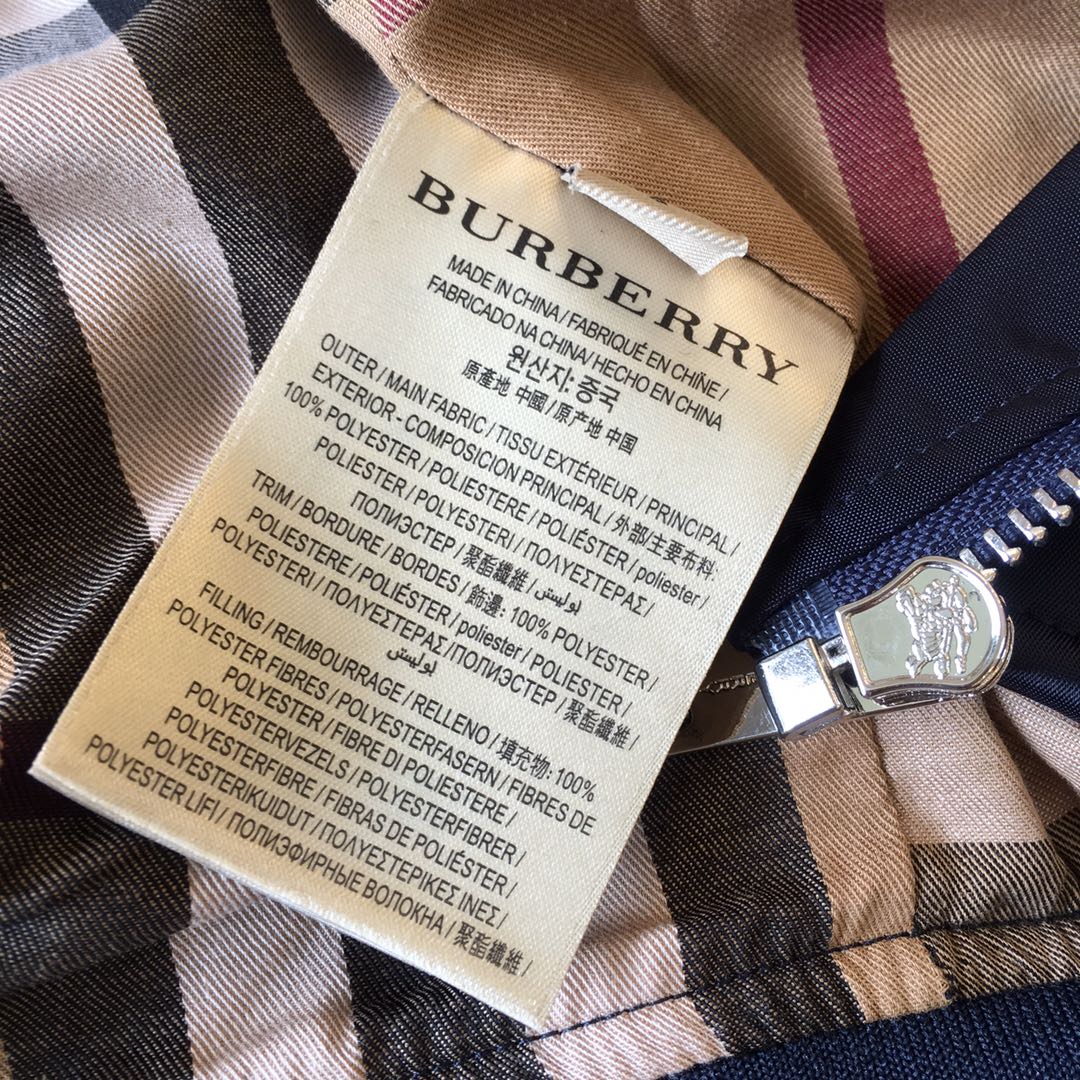 BURBERRY
MADE IN CHINA / FABRIQUÉ EN CHINE /
FABRICADO NA CHINA / HECHO EN CHINA
원산지: 중국
原產地 中國 / 原产地 中国
OUTER / MAIN FABRIC / TISSU EXTÉRIEUR / PRINCIPAL /
EXTERIOR - COMPOSICION PRINCIPAL / 外部/主要布料.
100% POLYESTER / POLIESTERE / POLIÉSTER / poliester /
POLIESTER / POLYESTERI / ΠΟΛΥΕΣΤΕΡΑΣ /
ПОЛИЭСТЕР / 聚酯纖維 / بوليستر
TRIM / BORDURE / BORDES / 飾邊: 100% POLYESTER /
POLIESTERE / POLIÉSTER / poliester / POLIESTER /
POLYESTERI / ΠΟΛΥΕΣΤΕΡΑΣ / ПОЛИЭСТЕР / 聚酯纖維 /
بوليستر
FILLING / REMBOURRAGE / RELLENO / 填充物: 100%
POLYESTER FIBRES / POLYESTERFASERN / FIBRES DE
POLYESTER / FIBRE DI POLIESTERE /
POLYESTERVEZELS / POLYESTERFIBRER /
POLYESTERFIBRE / FIBRAS DE POLIÉSTER /
POLYESTERIKUIDUT / ΠΟΛΥΕΣΤΕΡΙΚΕΣ ΙΝΕΣ /
POLYESTER LIFI / ПОЛИЭФИРНЫЕ ВОЛОКНА / 聚酯纖維 /